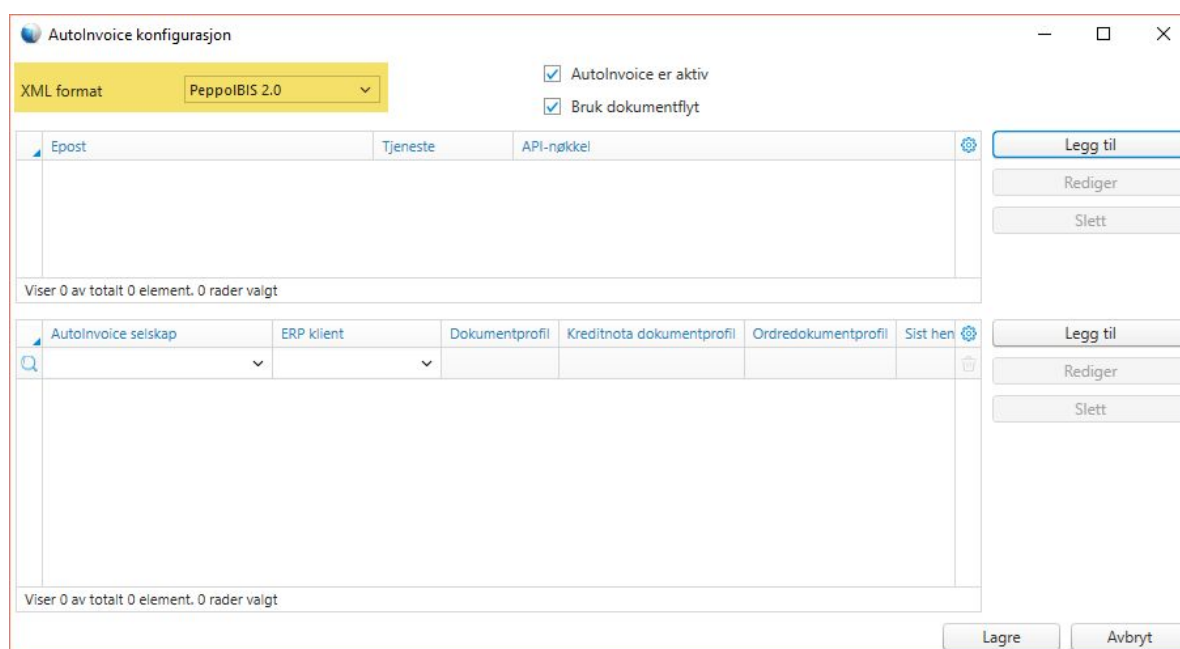 AutoInvoice konfigurasjon
XML format
PeppolBIS 2.0
AutoInvoice er aktiv
Bruk dokumentflyt
Epost Tjeneste API-nøkkel
Legg til
Rediger
Slett
Viser 0 av totalt 0 element. 0 rader valgt
AutoInvoice selskap ERP klient Dokumentprofil Kreditnota dokumentprofil Ordredokumentprofil Sist hen
Legg til
Rediger
Slett
Viser 0 av totalt 0 element. 0 rader valgt
Lagre Avbryt